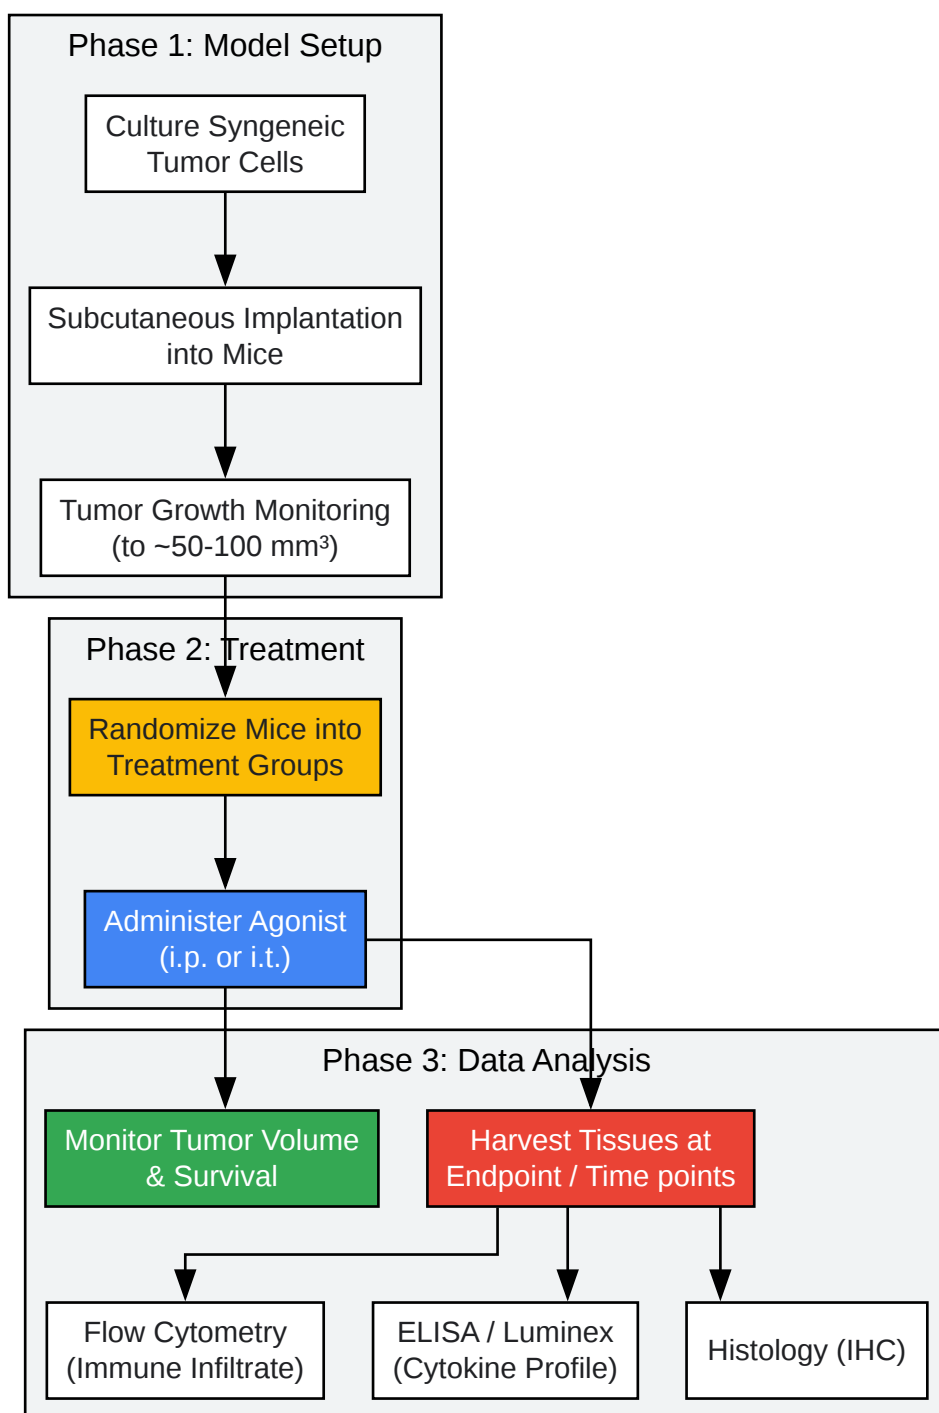 Phase 1: Model Setup
Culture Syngeneic
Tumor Cells
Subcutaneous Implantation
into Mice
Tumor Growth Monitoring
(to ~50-100 mm³)
Phase 2: Treatment
Randomize Mice into
Treatment Groups
Administer Agonist
(i.p. or i.t.)
Phase 3: Data Analysis
Monitor Tumor Volume
& Survival
Harvest Tissues at
Endpoint / Time points
Flow Cytometry
(Immune Infiltrate)
ELISA / Luminex
(Cytokine Profile)
Histology (IHC)